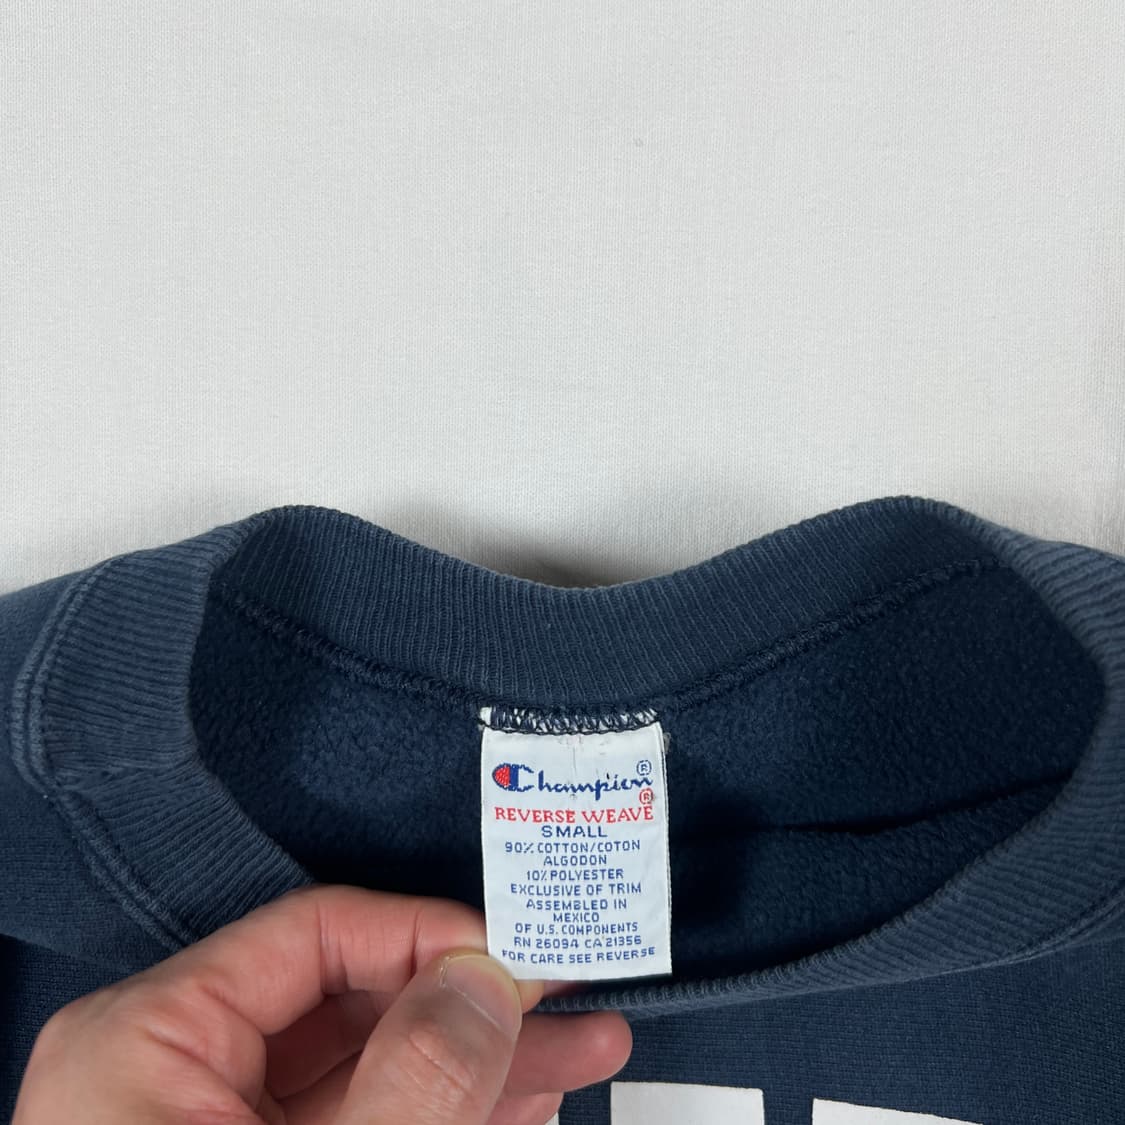 Champion®
REVERSE WEAVE®
SMALL
90% COTTON/COTON
ALGODON
10% POLYESTER
EXCLUSIVE OF TRIM
ASSEMBLED IN
MEXICO
OF U.S. COMPONENTS
RN 26094 CA 21356
FOR CARE SEE REVERSE